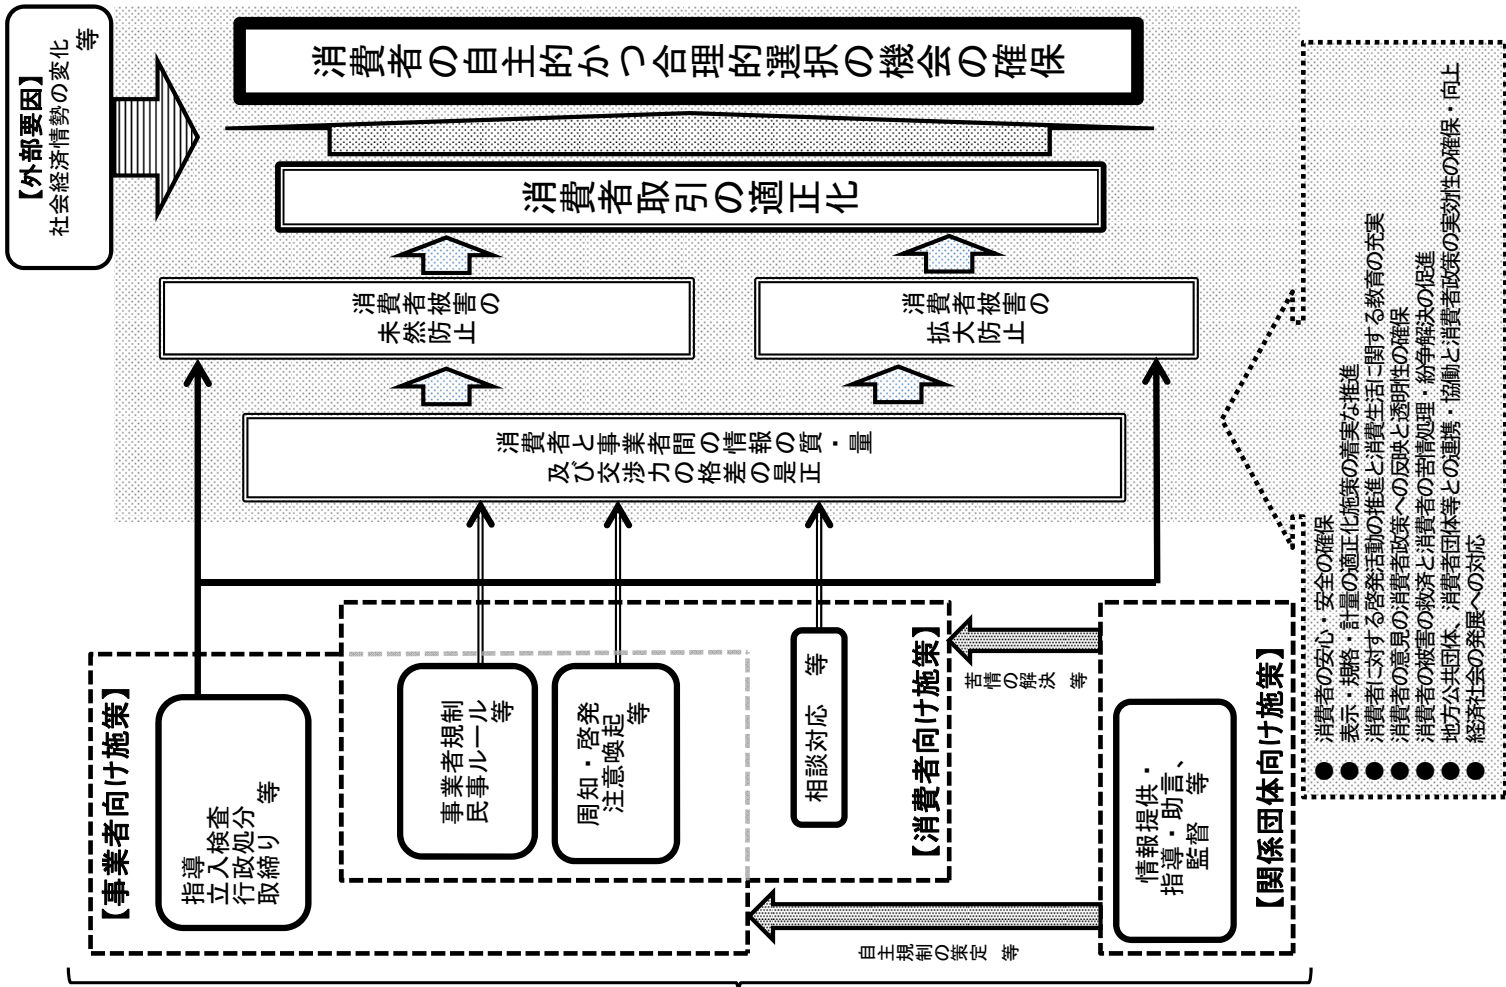 【外部要因】
社会経済情勢の変化
等
消費者の自主的かつ合理的選択の機会の確保
消費者取引の適正化
消費者被害の
未然防止
消費者被害の
拡大防止
消費者と事業者間の情報の質・量
及び交渉力の格差の是正
【事業者向け施策】
指導
立入検査
行政処分
取締り 等
事業者規制
民事ルール
等
周知・啓発
注意喚起
等
相談対応 等
【消費者向け施策】
苦情の解決 等
自主規制の策定 等
情報提供・
指導・助言、
監督 等
【関係団体向け施策】
● 消費者の安心・安全の確保
● 表示・規格・計量の適正化施策の着実な推進
● 消費者に対する啓発活動の推進と消費生活に関する教育の充実
● 消費者の意見の消費者政策への反映と透明性の確保
● 消費者の被害の救済と消費者の苦情処理・紛争解決の促進
● 地方公共団体、消費者団体等との連携・協働と消費者政策の実効性の確保・向上
● 経済社会の発展への対応